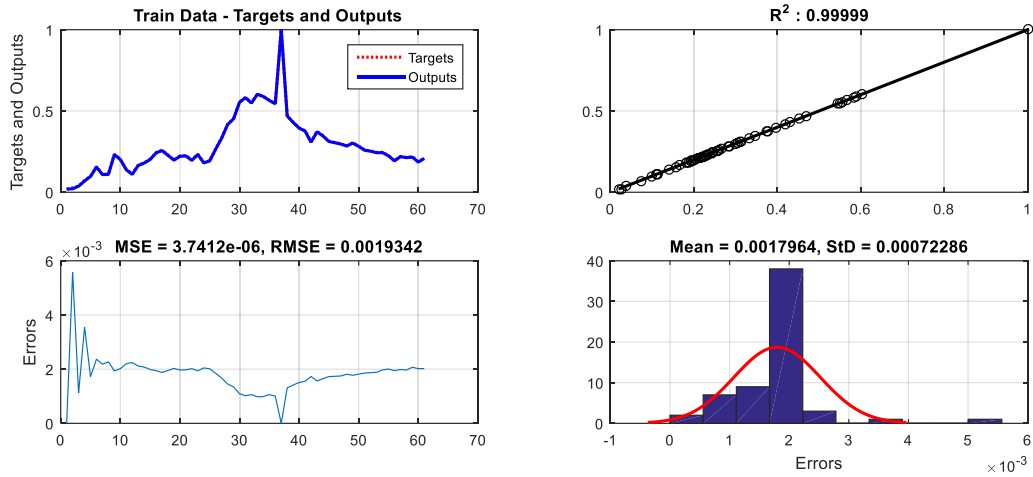 Train Data - Targets and Outputs
Targets and Outputs
1
0.5
0
Targets
Outputs
0 10 20 30 40 50 60 70
R² : 0.99999
1
0.5
0
0 0.2 0.4 0.6 0.8 1
×10⁻³ MSE = 3.7412e-06, RMSE = 0.0019342
Errors
6
4
2
0
0 10 20 30 40 50 60 70
Mean = 0.0017964, StD = 0.00072286
40
30
20
10
0
-1 0 1 2 3 4 5 6
Errors
×10⁻³